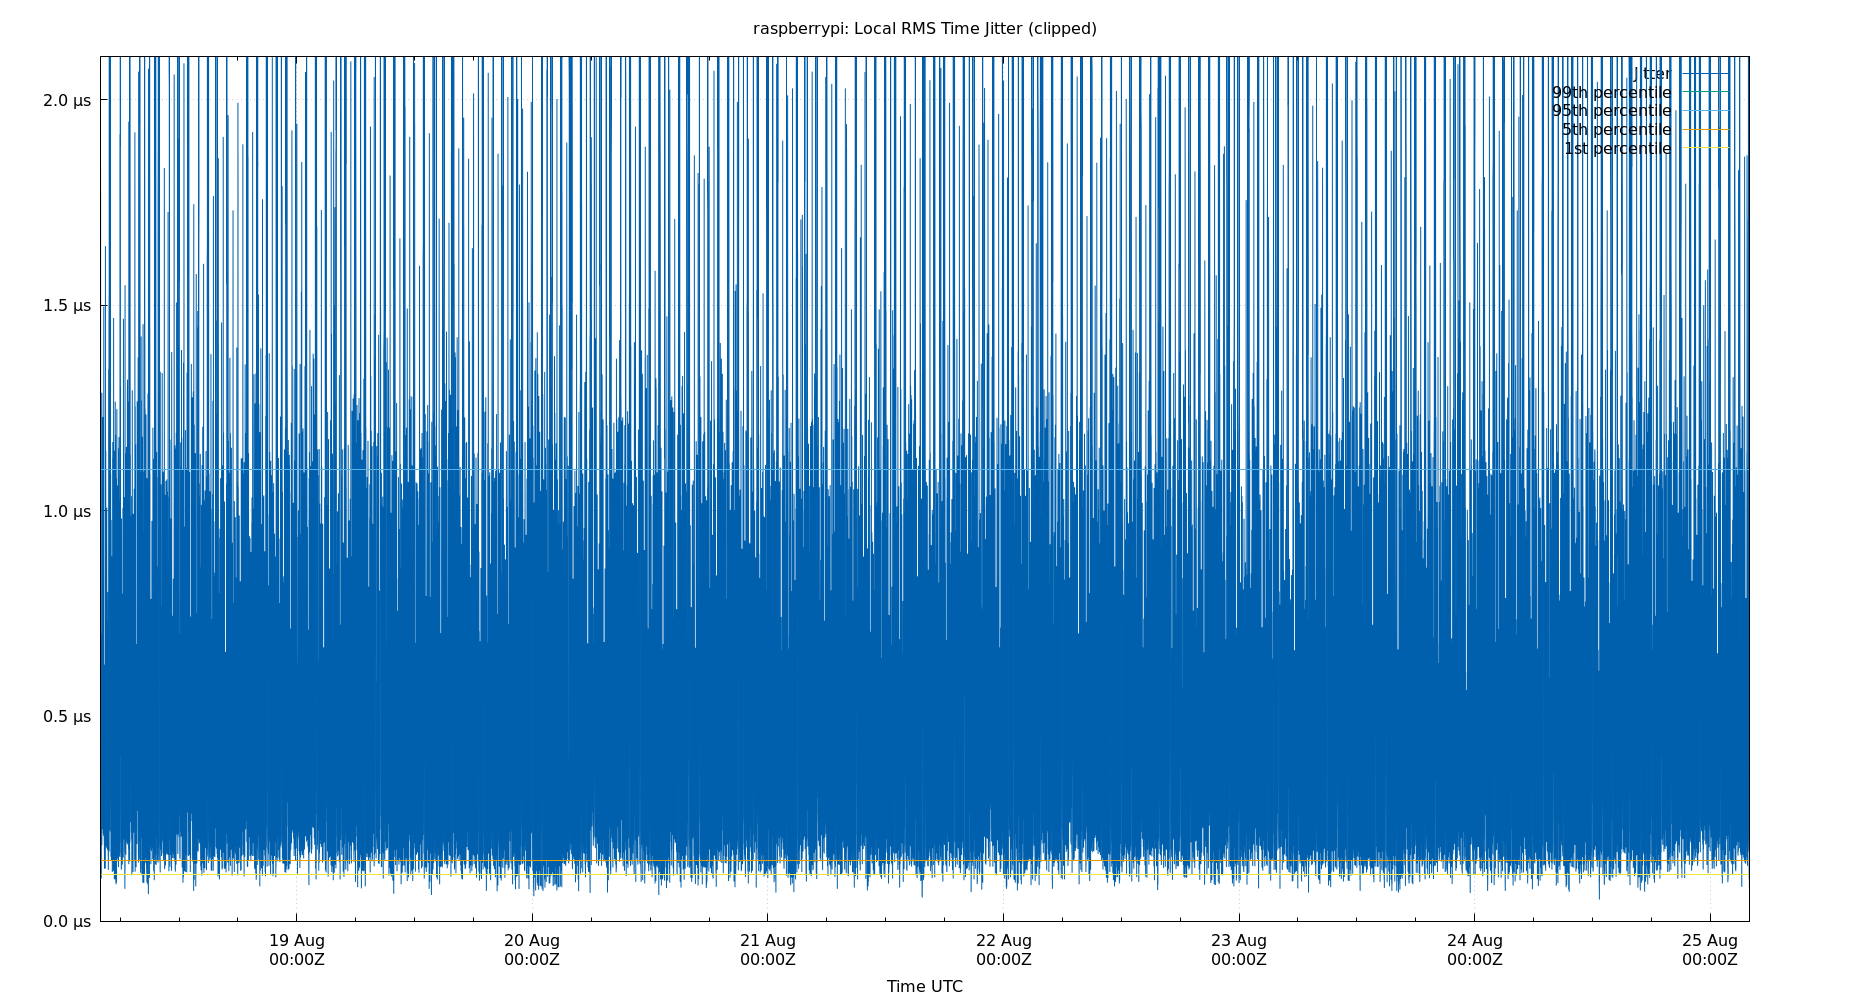 raspberrypi: Local RMS Time Jitter (clipped)
2.0 µs
1.5 µs
1.0 µs
0.5 µs
0.0 µs
Jitter
99th percentile
95th percentile
5th percentile
1st percentile
19 Aug
00:00Z
20 Aug
00:00Z
21 Aug
00:00Z
22 Aug
00:00Z
23 Aug
00:00Z
24 Aug
00:00Z
25 Aug
00:00Z
Time UTC